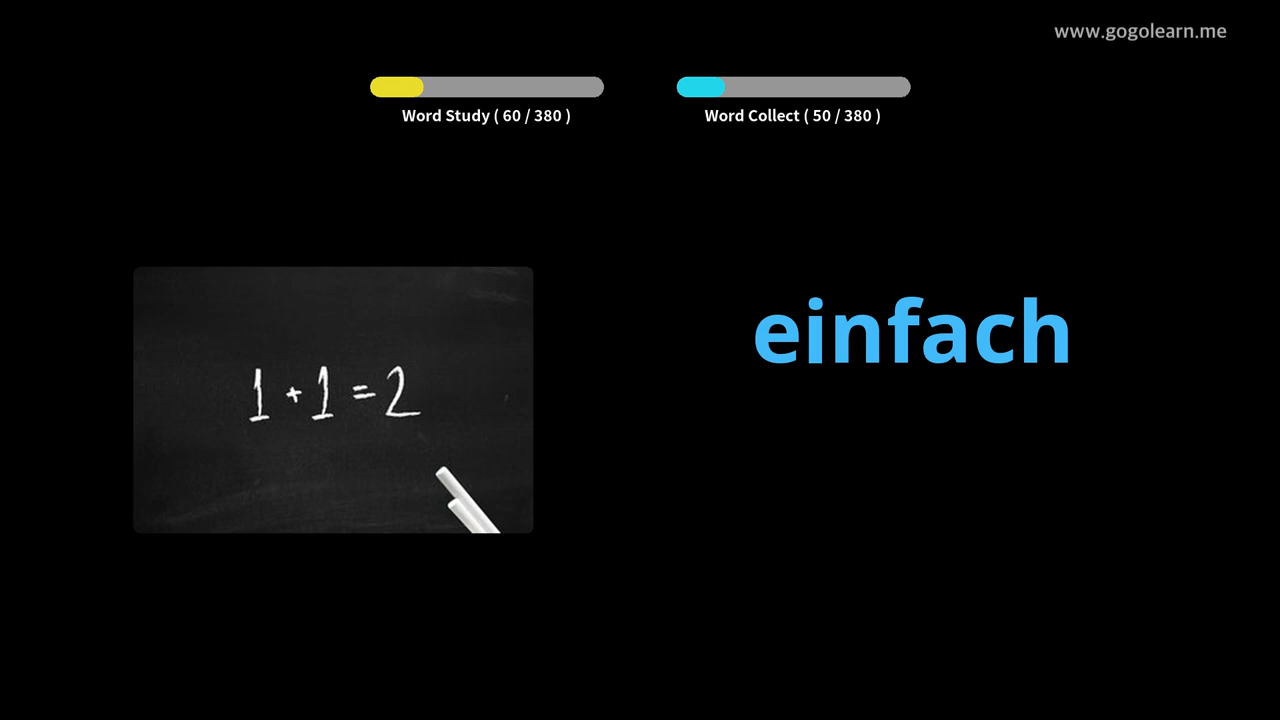 www.gogolearn.me
Word Study ( 60 / 380 )
Word Collect ( 50 / 380 )
einfach
1 + 1 = 2